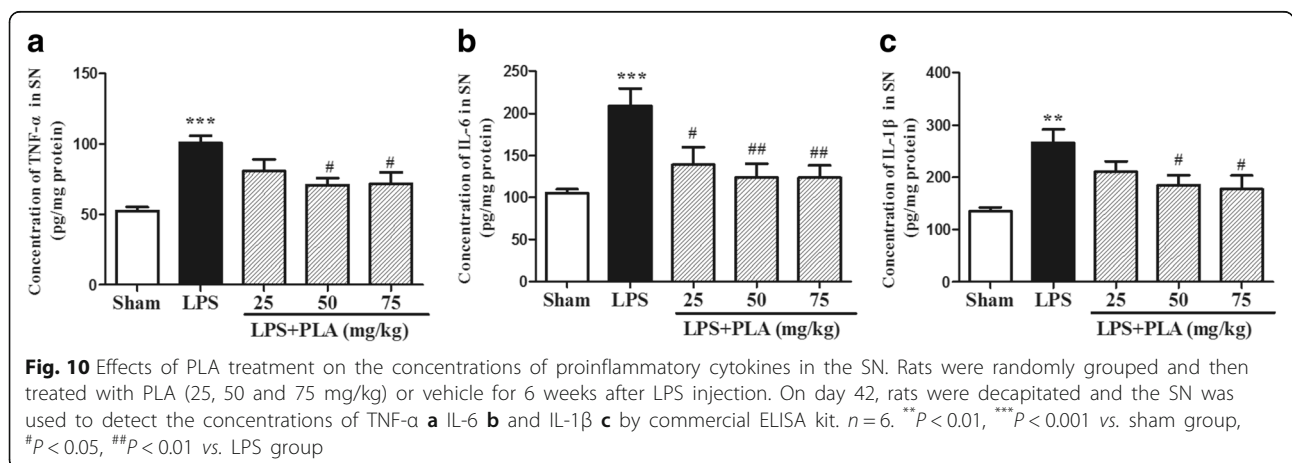 a
Concentration of TNF-α in SN
(pg/mg protein)
150
100
50
0
***
#
#
Sham
LPS
25
50
75
LPS+PLA (mg/kg)
b
Concentration of IL-6 in SN
(pg/mg protein)
250
200
150
100
50
0
***
#
##
##
Sham
LPS
25
50
75
LPS+PLA (mg/kg)
c
Concentration of IL-1β in SN
(pg/mg protein)
400
300
200
100
0
**
#
#
Sham
LPS
25
50
75
LPS+PLA (mg/kg)
Fig. 10 Effects of PLA treatment on the concentrations of proinflammatory cytokines in the SN. Rats were randomly grouped and then
treated with PLA (25, 50 and 75 mg/kg) or vehicle for 6 weeks after LPS injection. On day 42, rats were decapitated and the SN was
used to detect the concentrations of TNF-α a IL-6 b and IL-1β c by commercial ELISA kit. n = 6. **P < 0.01, ***P < 0.001 vs. sham group,
#P < 0.05, ##P < 0.01 vs. LPS group